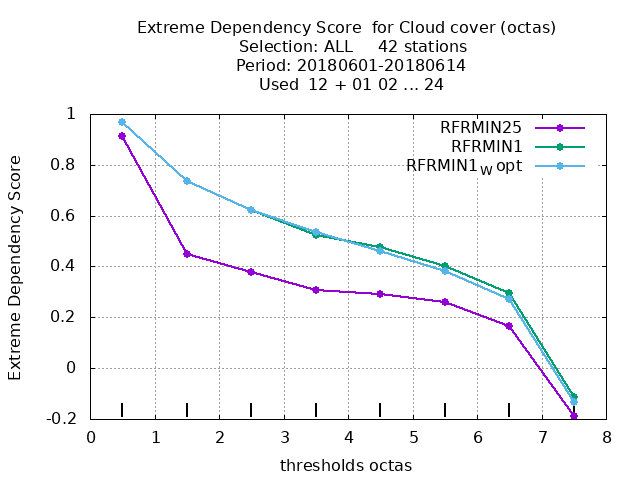 Extreme Dependency Score  for Cloud cover (octas)
Selection: ALL     42 stations
Period: 20180601-20180614
Used  12 + 01 02 ... 24
RFRMIN25
RFRMIN1
RFRMIN1w opt
1
0.8
0.6
0.4
0.2
0
-0.2
Extreme Dependency Score
0 1 2 3 4 5 6 7 8
thresholds octas